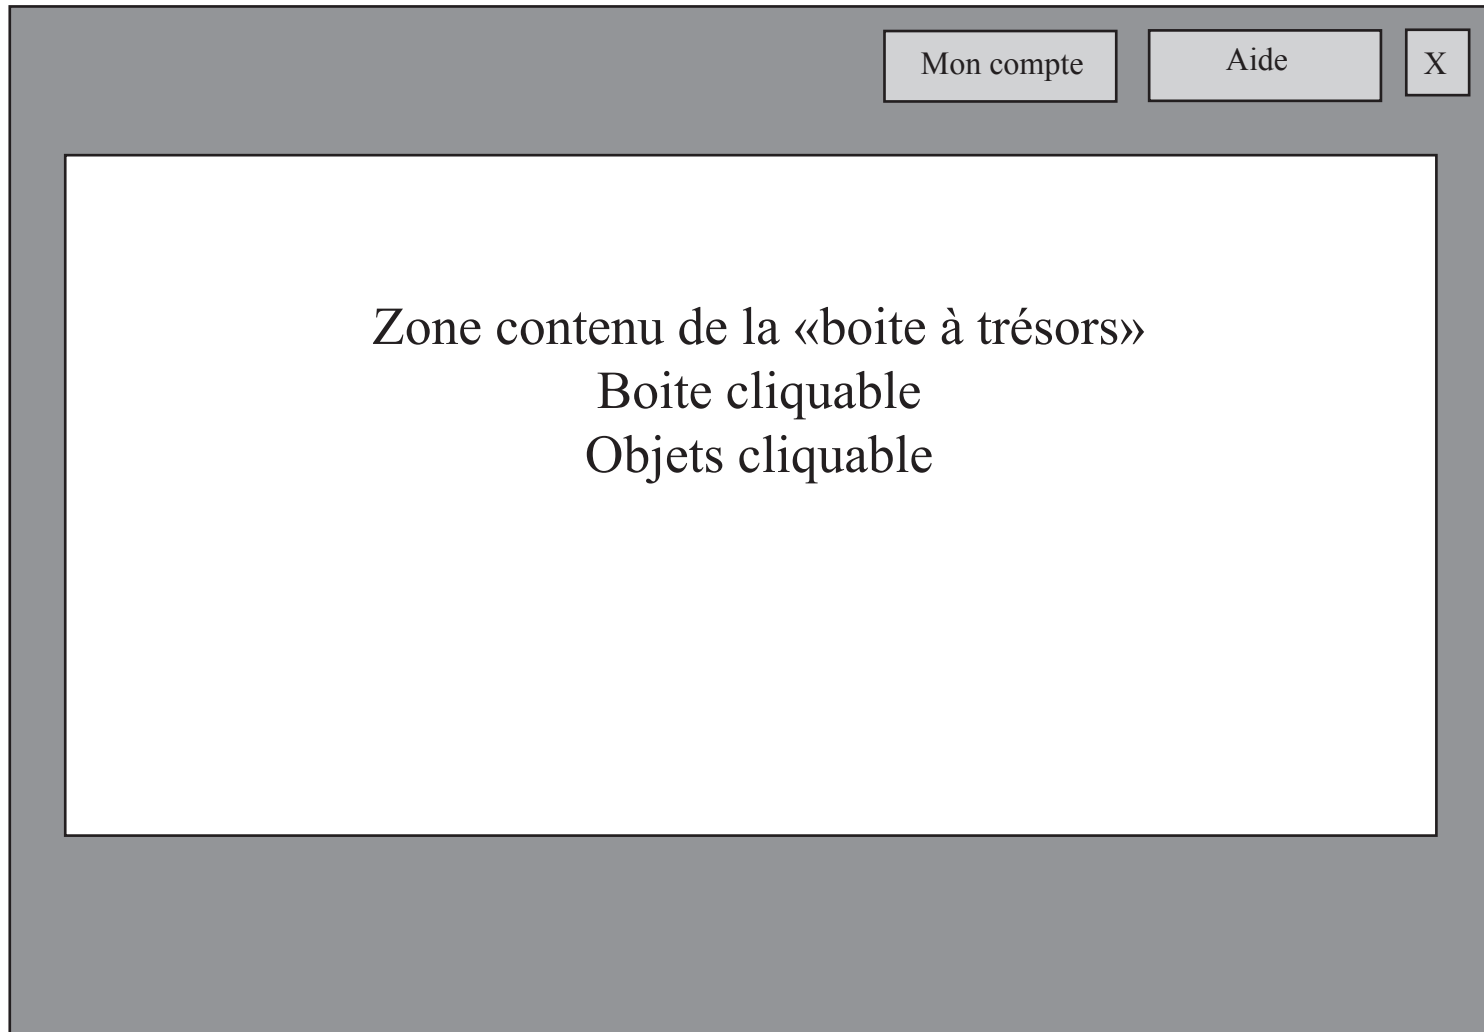 Mon compte
Aide
X
Zone contenu de la «boite à trésors»
Boite cliquable
Objets cliquable